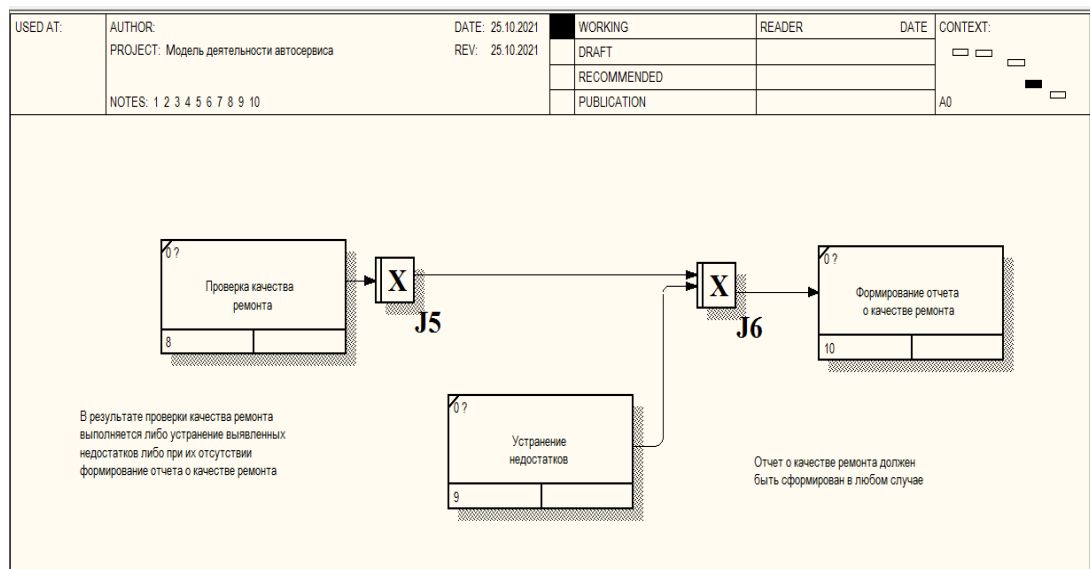 USED AT:
AUTHOR:
DATE: 25.10.2021
PROJECT: Модель деятельности автосервиса
REV: 25.10.2021
NOTES: 1 2 3 4 5 6 7 8 9 10
WORKING
DRAFT
RECOMMENDED
PUBLICATION
READER
DATE
CONTEXT:
A0
0 ?
Проверка качества
ремонта
8
X
J5
X
J6
0 ?
Формирование отчета
о качестве ремонта
10
0 ?
Устранение
недостатков
9
В результате проверки качества ремонта
выполняется либо устранение выявленных
недостатков либо при их отсутствии
формирование отчета о качестве ремонта
Отчет о качестве ремонта должен
быть сформирован в любом случае